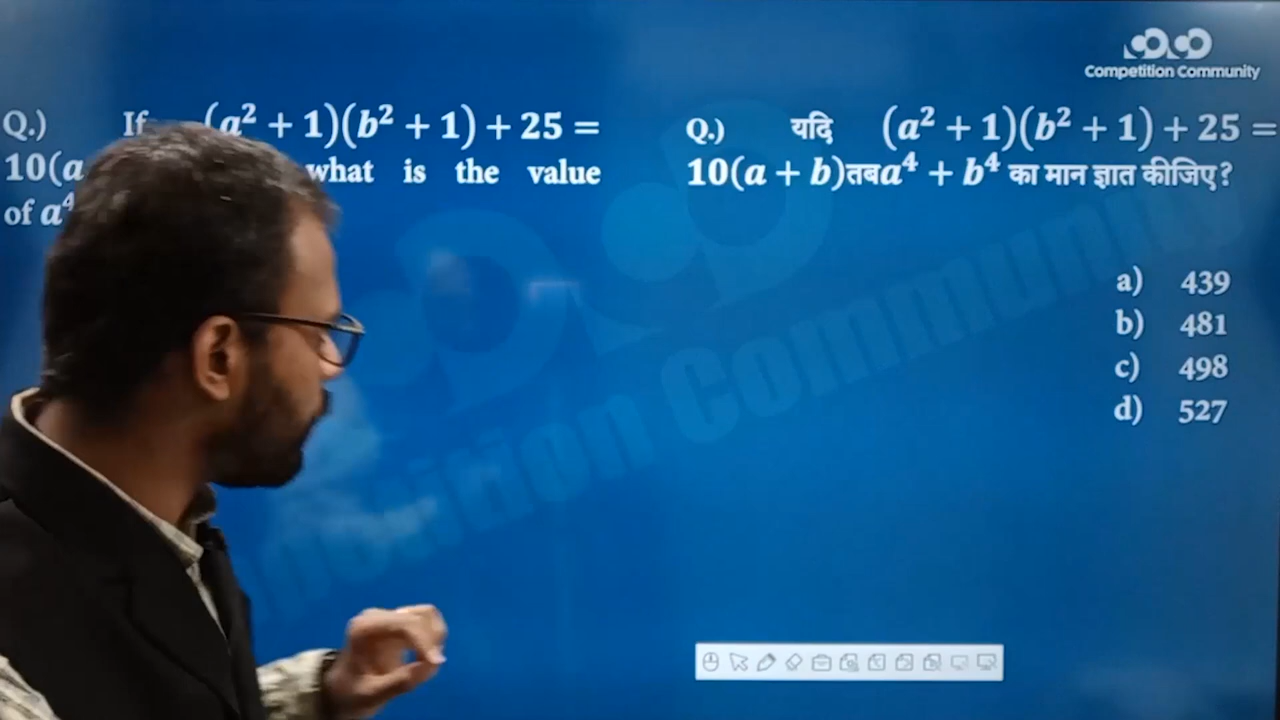 Competition Community
Q.) If (a² + 1)(b² + 1) + 25 =
10(a what is the value
of a⁴
Q.) यदि (a² + 1)(b² + 1) + 25 =
10(a + b)तबa⁴ + b⁴ का मान ज्ञात कीजिए?
a) 439
b) 481
c) 498
d) 527
Community